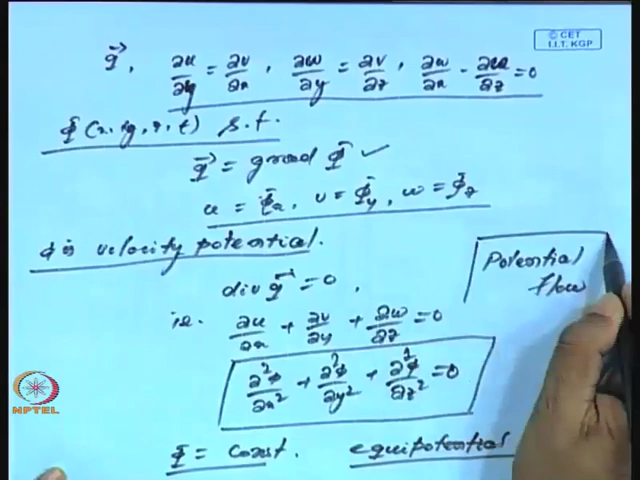 © CET
I.I.T. KGP
q⃗, ∂u/∂y = ∂v/∂x, ∂w/∂y = ∂v/∂z, ∂w/∂x - ∂u/∂z = 0
Φ(x, y, z, t) s.t.
q⃗ = grad Φ ✓
u = Φx, v = Φy, w = Φz
Φ is velocity potential.
div q⃗ = 0,
Potential
flow
i.e. ∂u/∂x + ∂v/∂y + ∂w/∂z = 0
∂²Φ/∂x² + ∂²Φ/∂y² + ∂²Φ/∂z² = 0
NPTEL
Φ = Const. equipotential